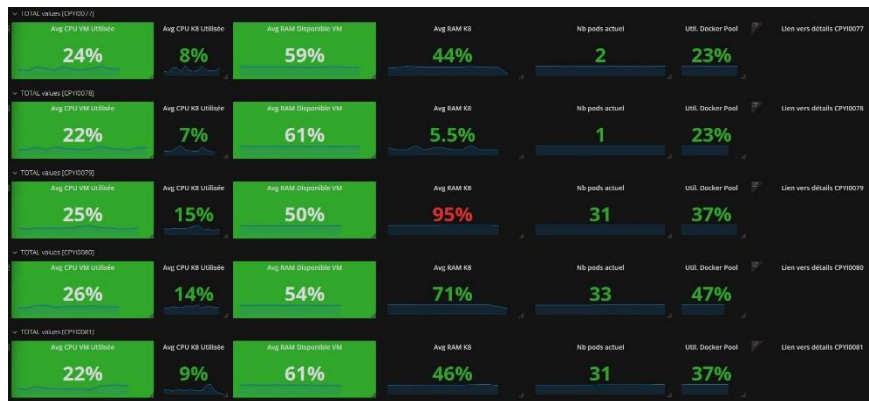 TOTAL values [CPYI0077]
Avg CPU VM Utilisée Avg CPU K8 Utilisée Avg RAM Disponible VM Avg RAM K8 Nb pods actuel Util. Docker Pool Lien vers détails CPYI0077
24% 8% 59% 44% 2 23%
TOTAL values [CPYI0078]
Avg CPU VM Utilisée Avg CPU K8 Utilisée Avg RAM Disponible VM Avg RAM K8 Nb pods actuel Util. Docker Pool Lien vers détails CPYI0078
22% 7% 61% 5.5% 1 23%
TOTAL values [CPYI0079]
Avg CPU VM Utilisée Avg CPU K8 Utilisée Avg RAM Disponible VM Avg RAM K8 Nb pods actuel Util. Docker Pool Lien vers détails CPYI0079
25% 15% 50% 95% 31 37%
TOTAL values [CPYI0080]
Avg CPU VM Utilisée Avg CPU K8 Utilisée Avg RAM Disponible VM Avg RAM K8 Nb pods actuel Util. Docker Pool Lien vers détails CPYI0080
26% 14% 54% 71% 33 47%
TOTAL values [CPYI0081]
Avg CPU VM Utilisée Avg CPU K8 Utilisée Avg RAM Disponible VM Avg RAM K8 Nb pods actuel Util. Docker Pool Lien vers détails CPYI0081
22% 9% 61% 46% 31 37%